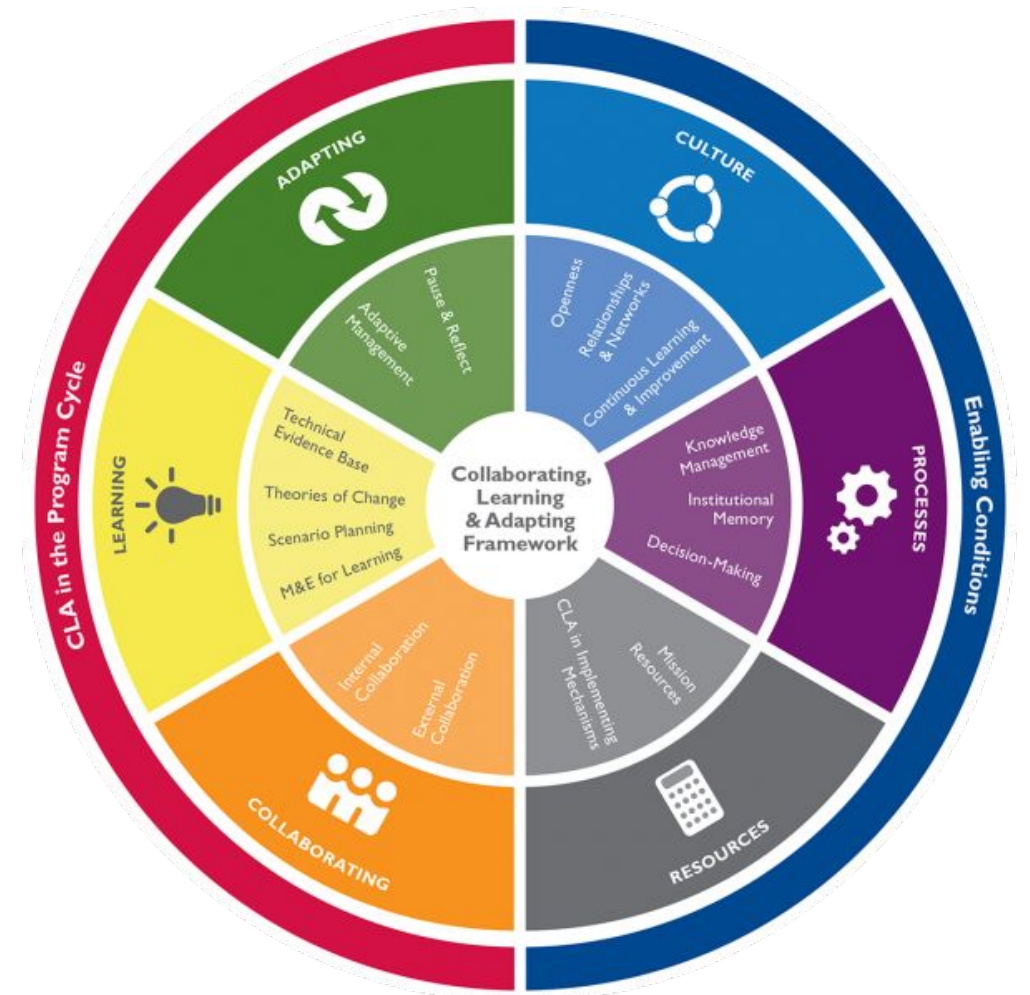 CLA in the Program Cycle
Enabling Conditions
ADAPTING
Adaptive
Management
Pause & Reflect
CULTURE
Openness
Relationships
& Networks
Continuous Learning
& Improvement
LEARNING
Technical
Evidence Base
Theories of Change
Scenario Planning
M&E for Learning
Collaborating,
Learning
& Adapting
Framework
PROCESSES
Knowledge
Management
Institutional
Memory
Decision-Making
COLLABORATING
Internal
Collaboration
External
Collaboration
RESOURCES
CLA in Implementing
Mechanisms
Mission
Resources